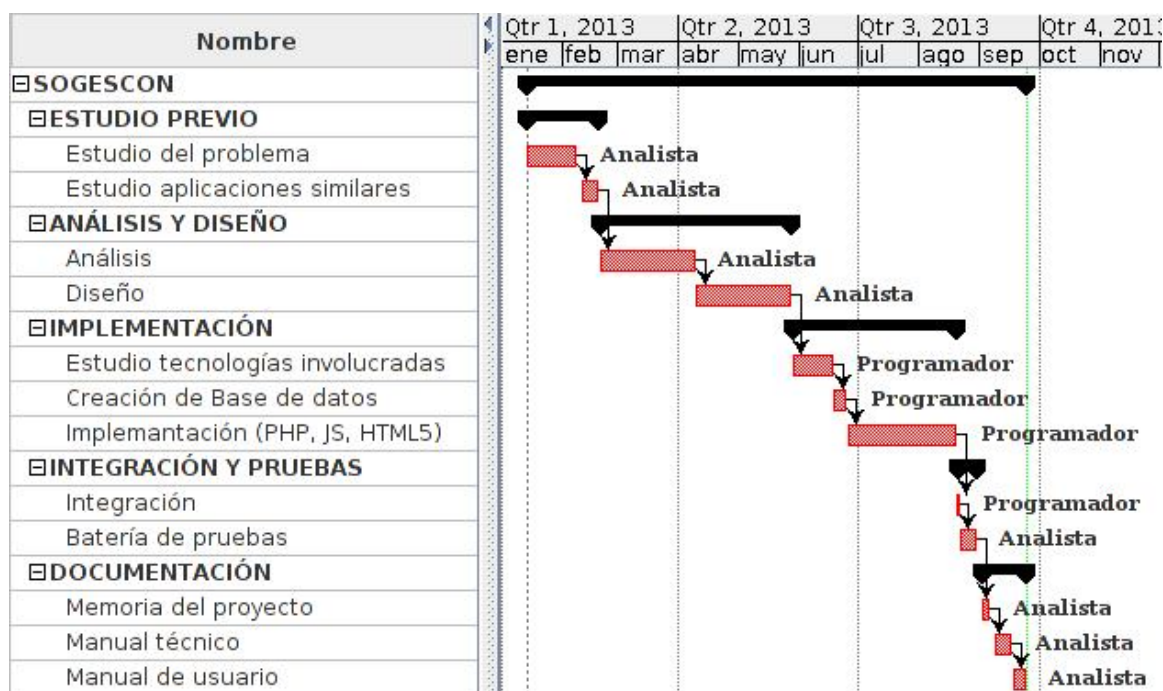 Nombre
Qtr 1, 2013 Qtr 2, 2013 Qtr 3, 2013 Qtr 4, 201
ene feb mar abr may jun jul ago sep oct nov
SOGESCON
ESTUDIO PREVIO
Estudio del problema Analista
Estudio aplicaciones similares Analista
ANÁLISIS Y DISEÑO
Análisis Analista
Diseño Analista
IMPLEMENTACIÓN
Estudio tecnologías involucradas Programador
Creación de Base de datos Programador
Implemantación (PHP, JS, HTML5) Programador
INTEGRACIÓN Y PRUEBAS
Integración Programador
Batería de pruebas Analista
DOCUMENTACIÓN
Memoria del proyecto Analista
Manual técnico Analista
Manual de usuario Analista